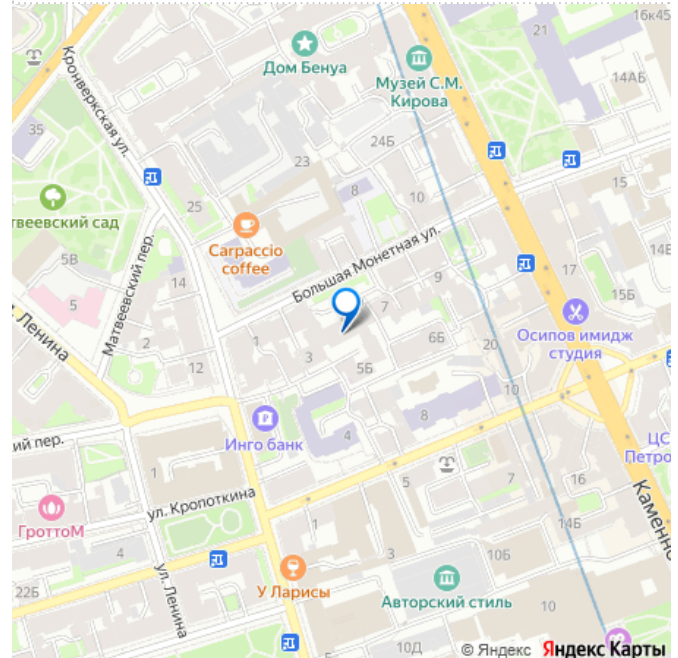 16к45
21
Дом Бенуа
14АБ
Музей С.М.
Кирова
Кронверкская ул.
35
24Б
23
8
15
10
25
твеевский сад
Carpaccio
coffee
Большая Монетная ул.
14Б
5В
Матвеевский пер.
9
17
14
15Б
5
7
Осипов имидж
студия
. Ленина
2
3
1
6Б
20
12
5Б
10
8
Инго банк
4
ЦС
Петро
ий пер.
1
5
7
16
ул. Кропоткина
Каменно
ГроттоМ
1
14Б
4
3
10Б
ул. Ленина
У Ларисы
22Б
Авторский стиль
10
10Д
© Яндекс Яндекс Карты